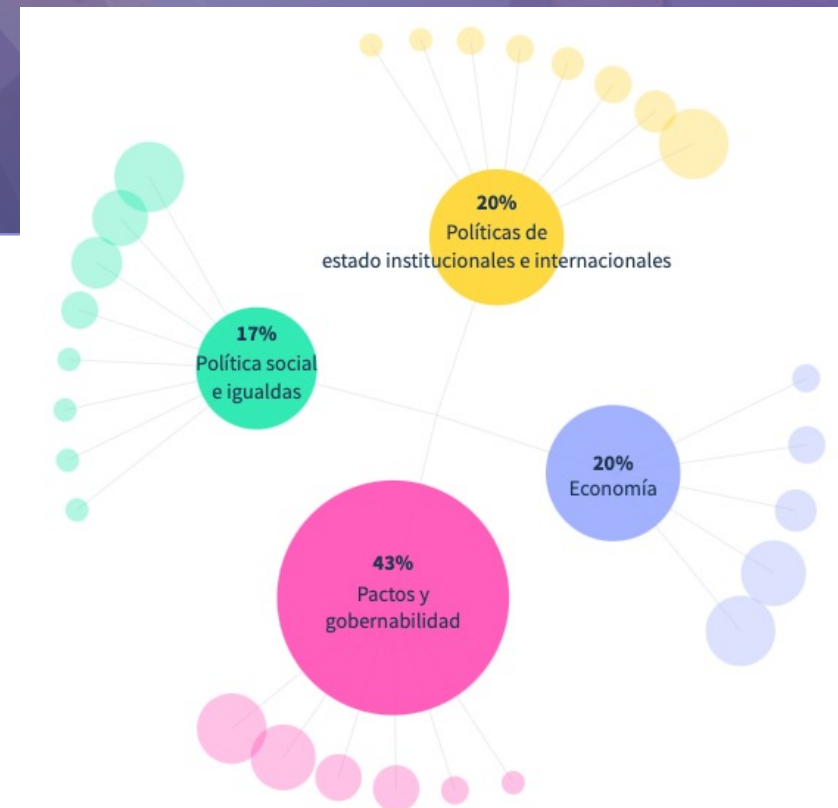 20%
Políticas de
estado institucionales e internacionales
17%
Política social
e igualdas
20%
Economía
43%
Pactos y
gobernabilidad